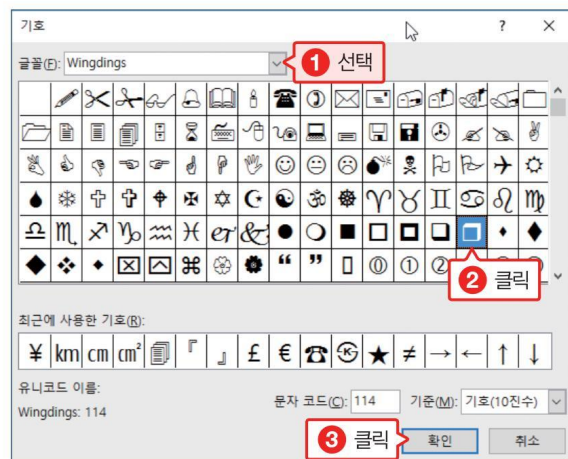 기호 ? ×
글꼴(F): Wingdings
1 선택
2 클릭
최근에 사용한 기호(R):
¥ km cm cm² 『 』 £ € ☎ ㉿ ★ ≠ → ← ↑ ↓
유니코드 이름:
Wingdings: 114
문자 코드(C): 114 기준(M): 기호(10진수)
3 클릭 확인 취소